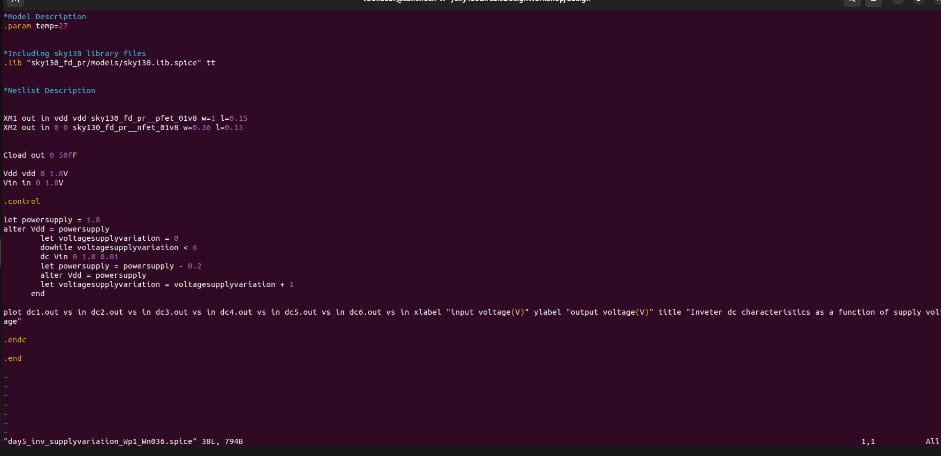 *Model Description
.param temp=27
*Including sky130 library files
.lib "sky130_fd_pr/models/sky130.lib.spice" tt
*Netlist Description
XM1 out in vdd vdd sky130_fd_pr__pfet_01v8 w=1 l=0.15
XM2 out in 0 0 sky130_fd_pr__nfet_01v8 w=0.36 l=0.15
Cload out 0 50fF
Vdd vdd 0 1.8V
Vin in 0 1.8V
.control
let powersupply = 1.8
alter Vdd = powersupply
let voltagesupplyvariation = 0
dowhile voltagesupplyvariation < 6
dc Vin 0 1.8 0.01
let powersupply = powersupply - 0.2
alter Vdd = powersupply
let voltagesupplyvariation = voltagesupplyvariation + 1
end
plot dc1.out vs in dc2.out vs in dc3.out vs in dc4.out vs in dc5.out vs in dc6.out vs in xlabel "input voltage(V)" ylabel "output voltage(V)" title "Inveter dc characteristics as a function of supply vol
age"
.endc
.end
~
~
~
~
~
~
~
"day5_inv_supplyvariation_Wp1_Wn036.spice" 38L, 794B 1,1 All